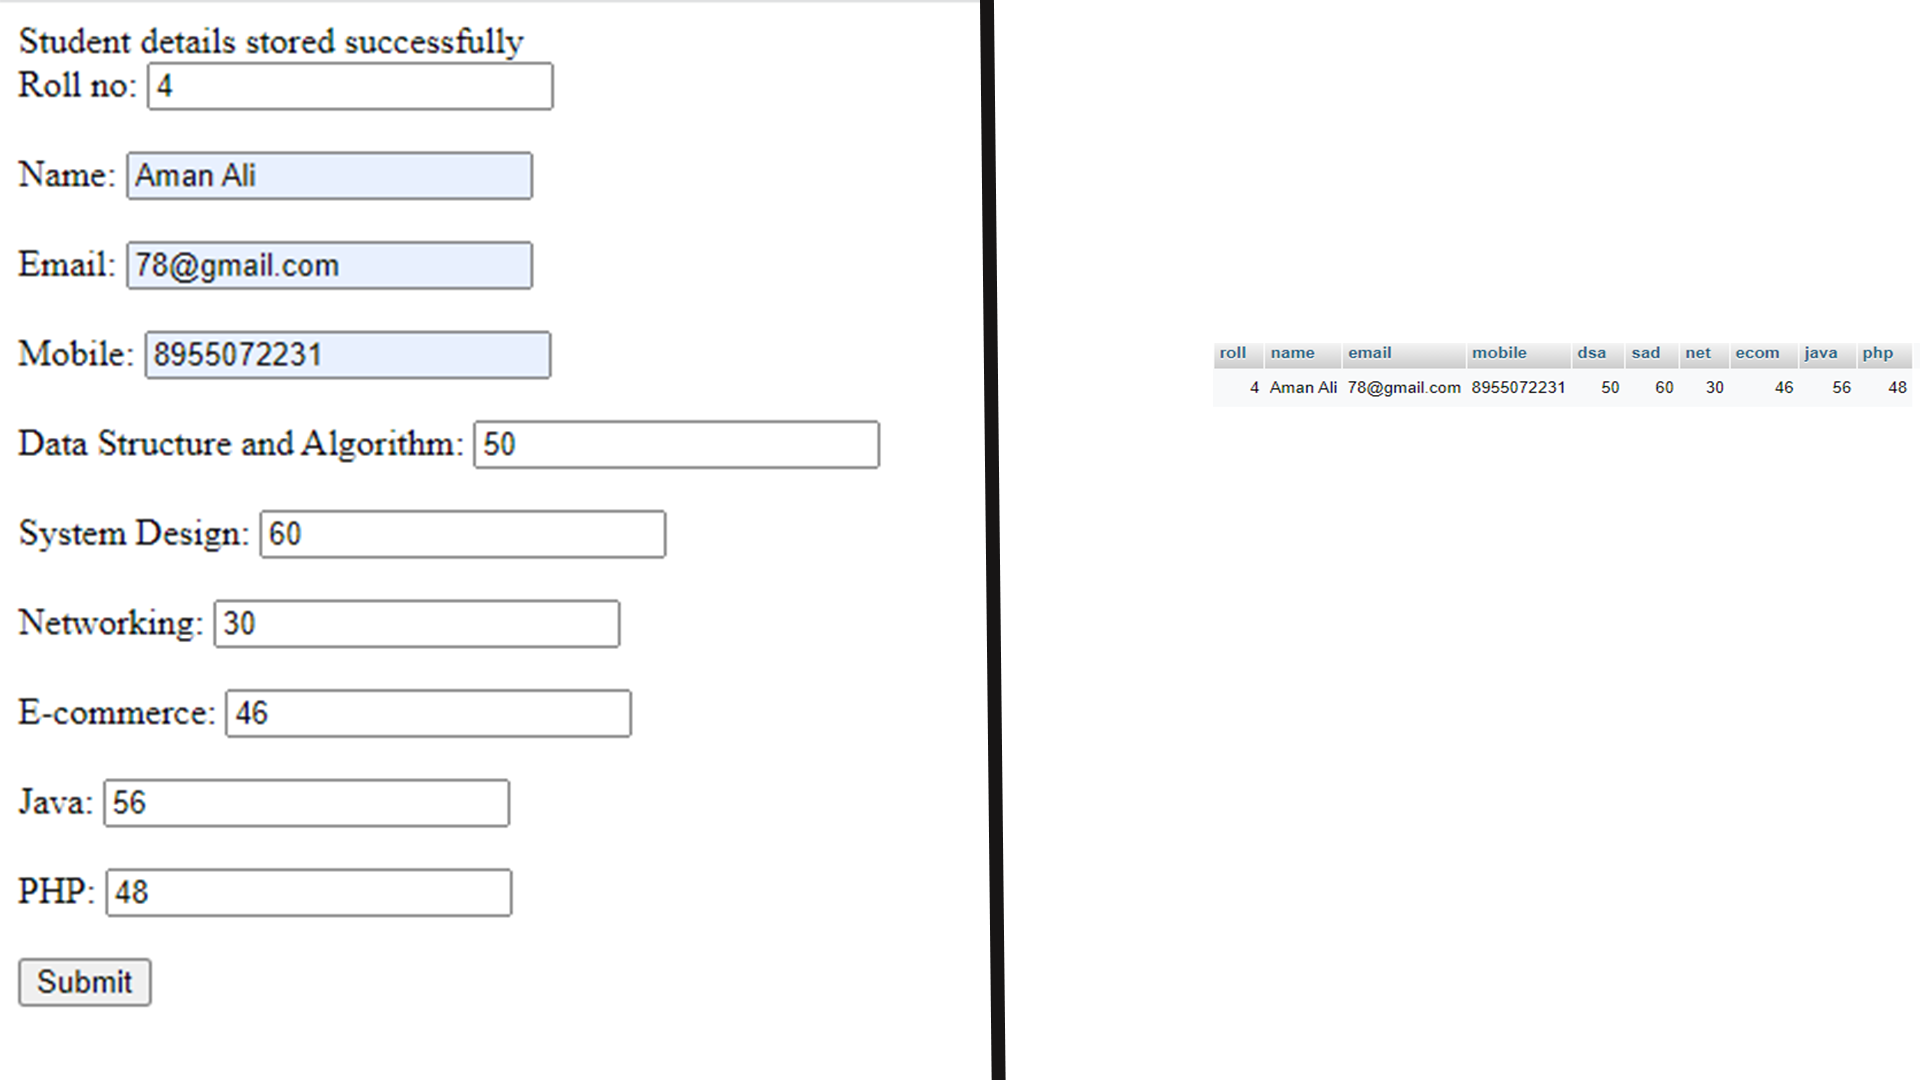 Student details stored successfully
Roll no: 4
Name: Aman Ali
Email: 78@gmail.com
Mobile: 8955072231
Data Structure and Algorithm: 50
System Design: 60
Networking: 30
E-commerce: 46
Java: 56
PHP: 48
Submit
roll name email mobile dsa sad net ecom java php
4 Aman Ali 78@gmail.com 8955072231 50 60 30 46 56 48